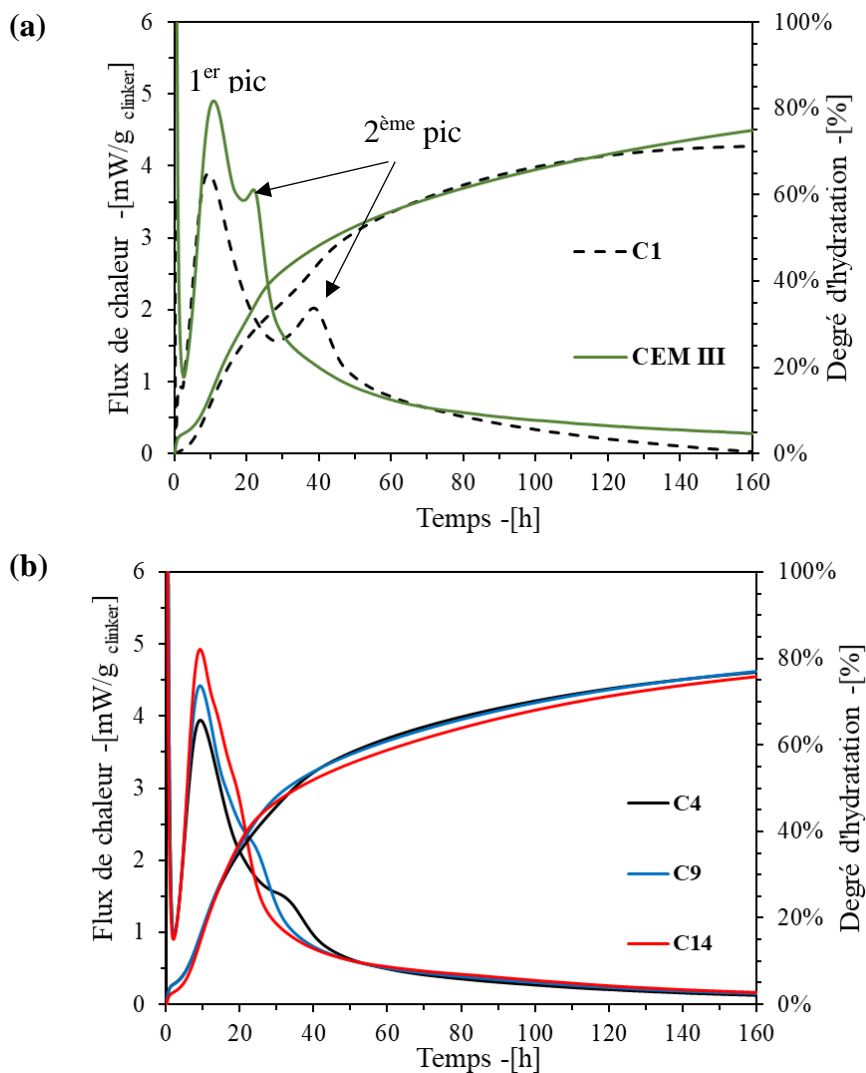 (a)
6
5
4
3
2
1
0
100%
80%
60%
40%
20%
0%
1er pic
2ème pic
C1
CEM III
Flux de chaleur -[mW/g clinker]
Degré d'hydratation -[%]
0 20 40 60 80 100 120 140 160
Temps -[h]
(b)
6
5
4
3
2
1
0
100%
80%
60%
40%
20%
0%
C4
C9
C14
Flux de chaleur -[mW/g clinker]
Degré d'hydratation -[%]
0 20 40 60 80 100 120 140 160
Temps -[h]